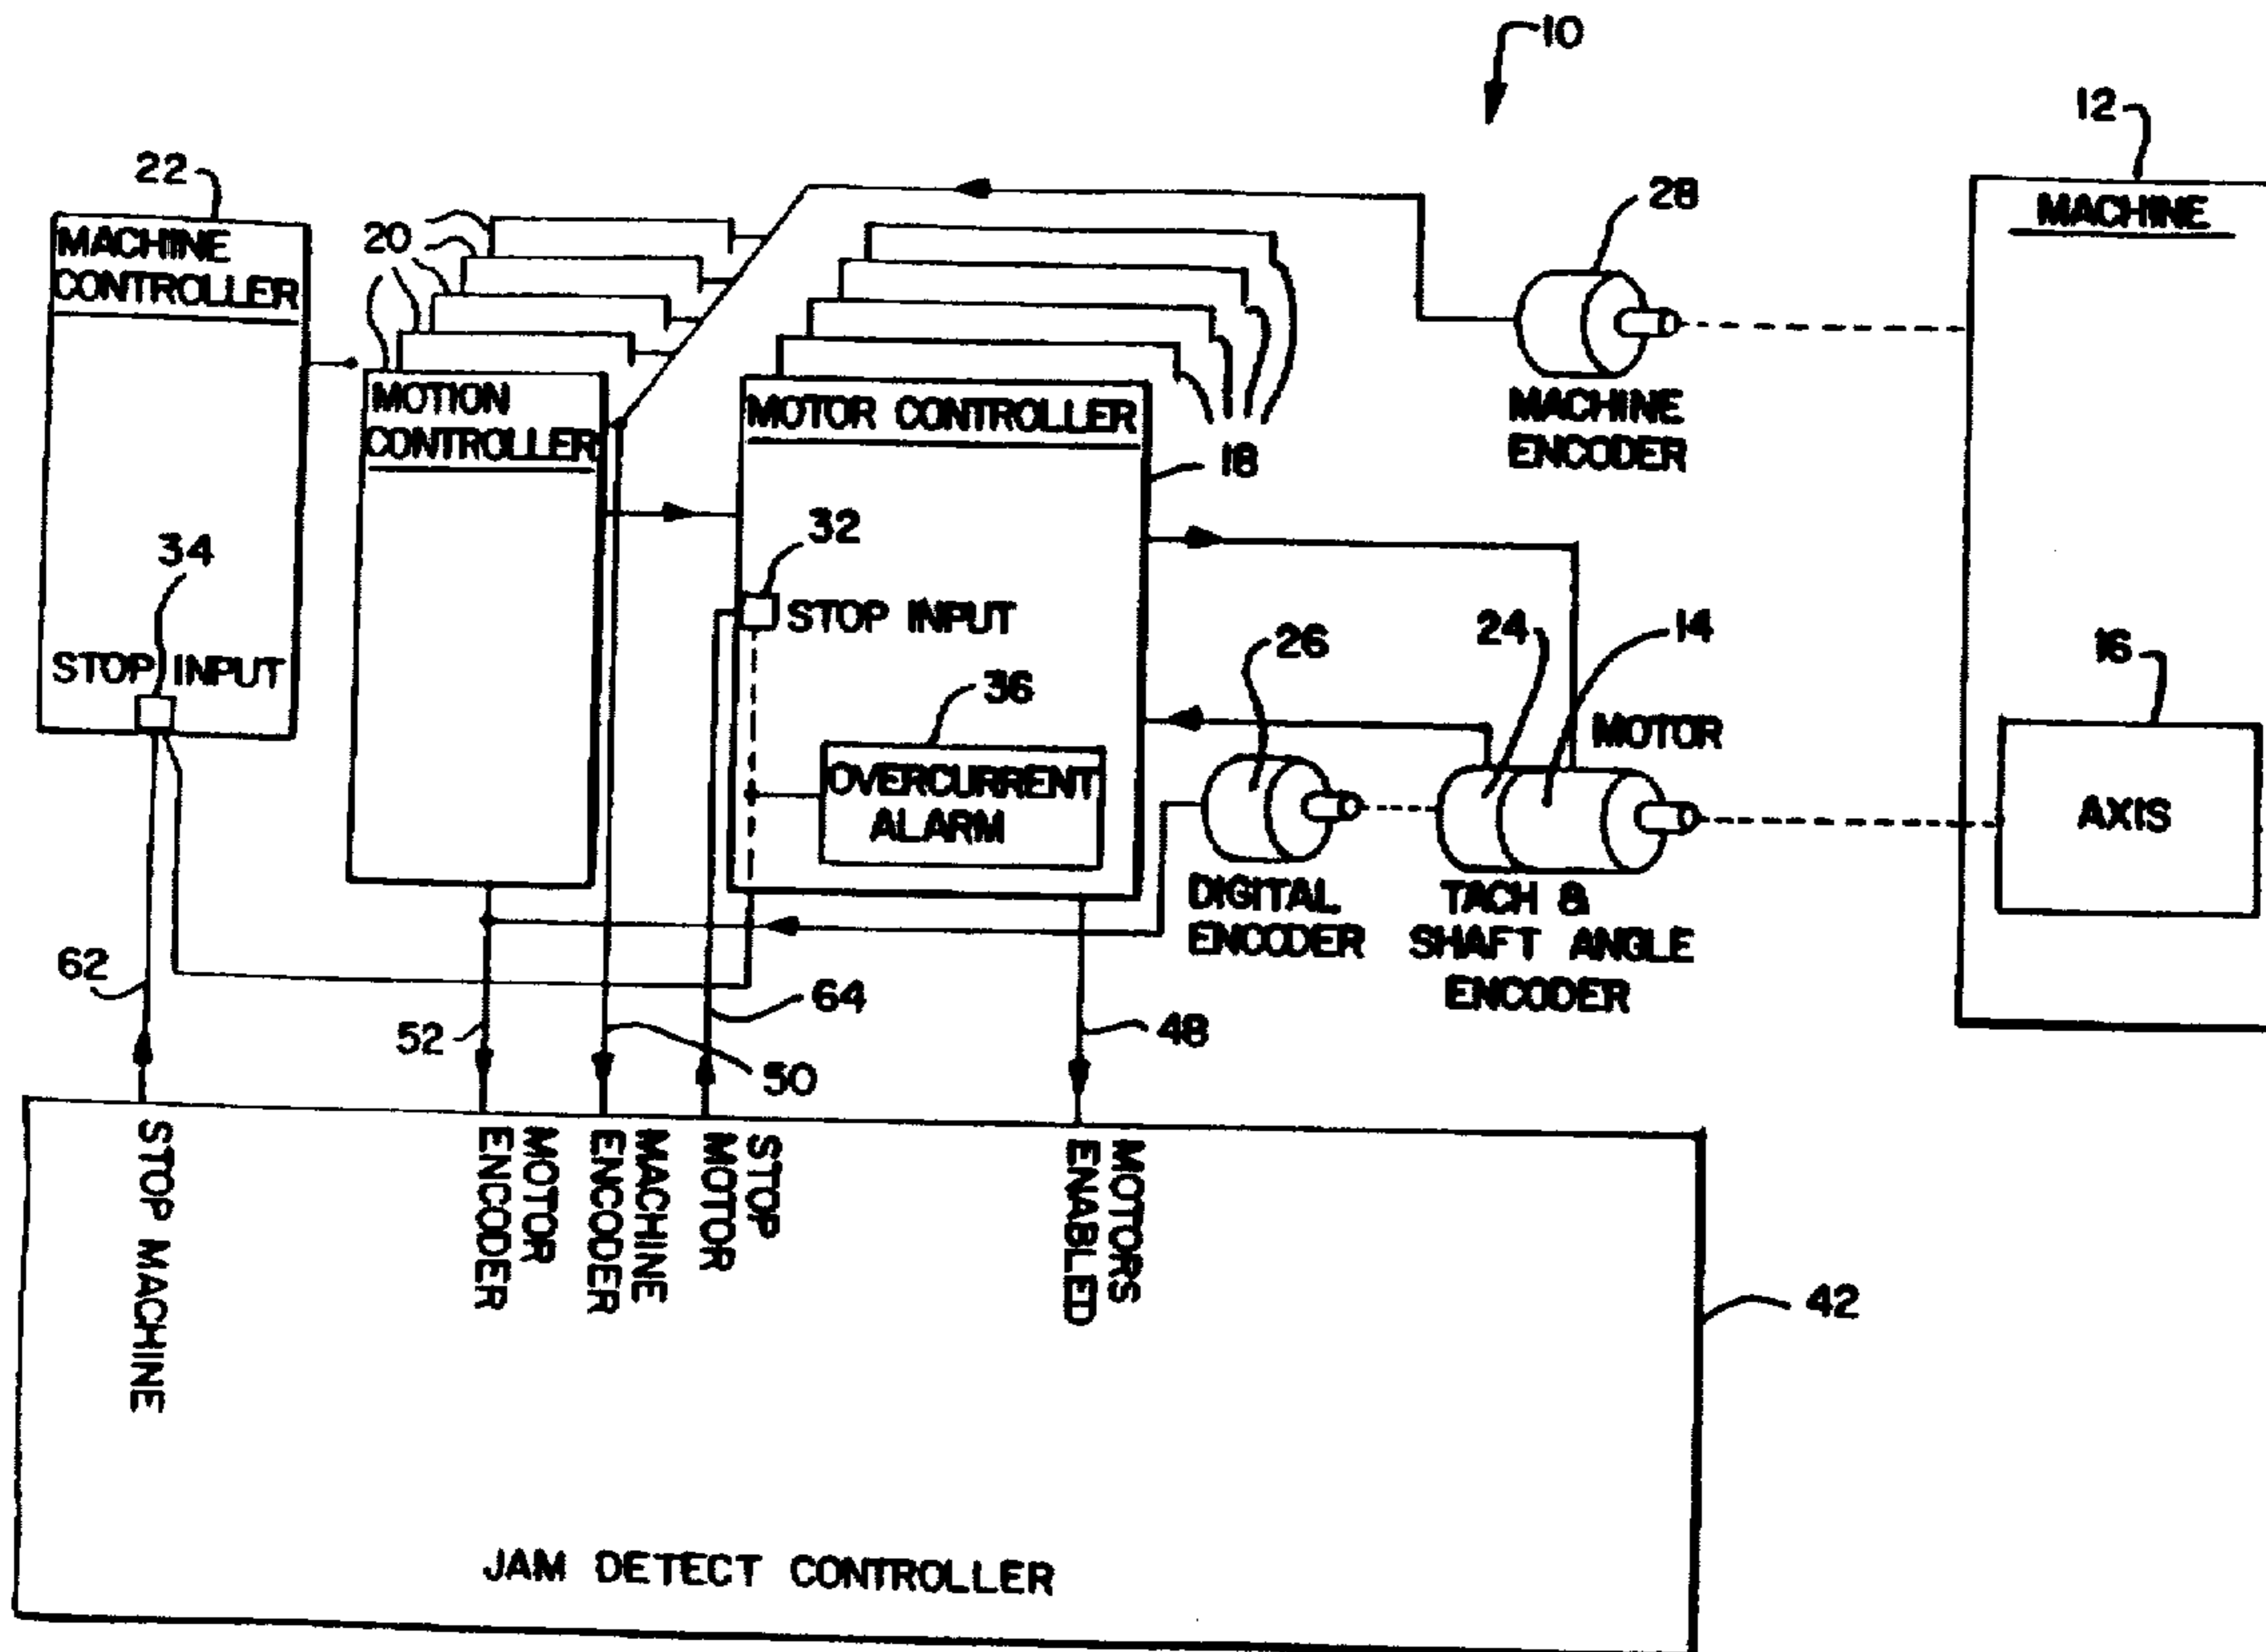 10
12
22
MACHINE
28
20
MACHINE
CONTROLLER
MOTION
CONTROLLER
MOTOR CONTROLLER
MACHINE
ENCODER
18
34
32
STOP INPUT
26
24
14
16
STOP INPUT
36
MOTOR
OVERCURRENT
ALARM
AXIS
DIGITAL
ENCODER
TACH &
SHAFT ANGLE
ENCODER
62
52
64
50
48
STOP MACHINE
MOTOR
ENCODER
MACHINE
ENCODER
STOP
MOTOR
MOTORS
ENABLED
42
JAM DETECT CONTROLLER